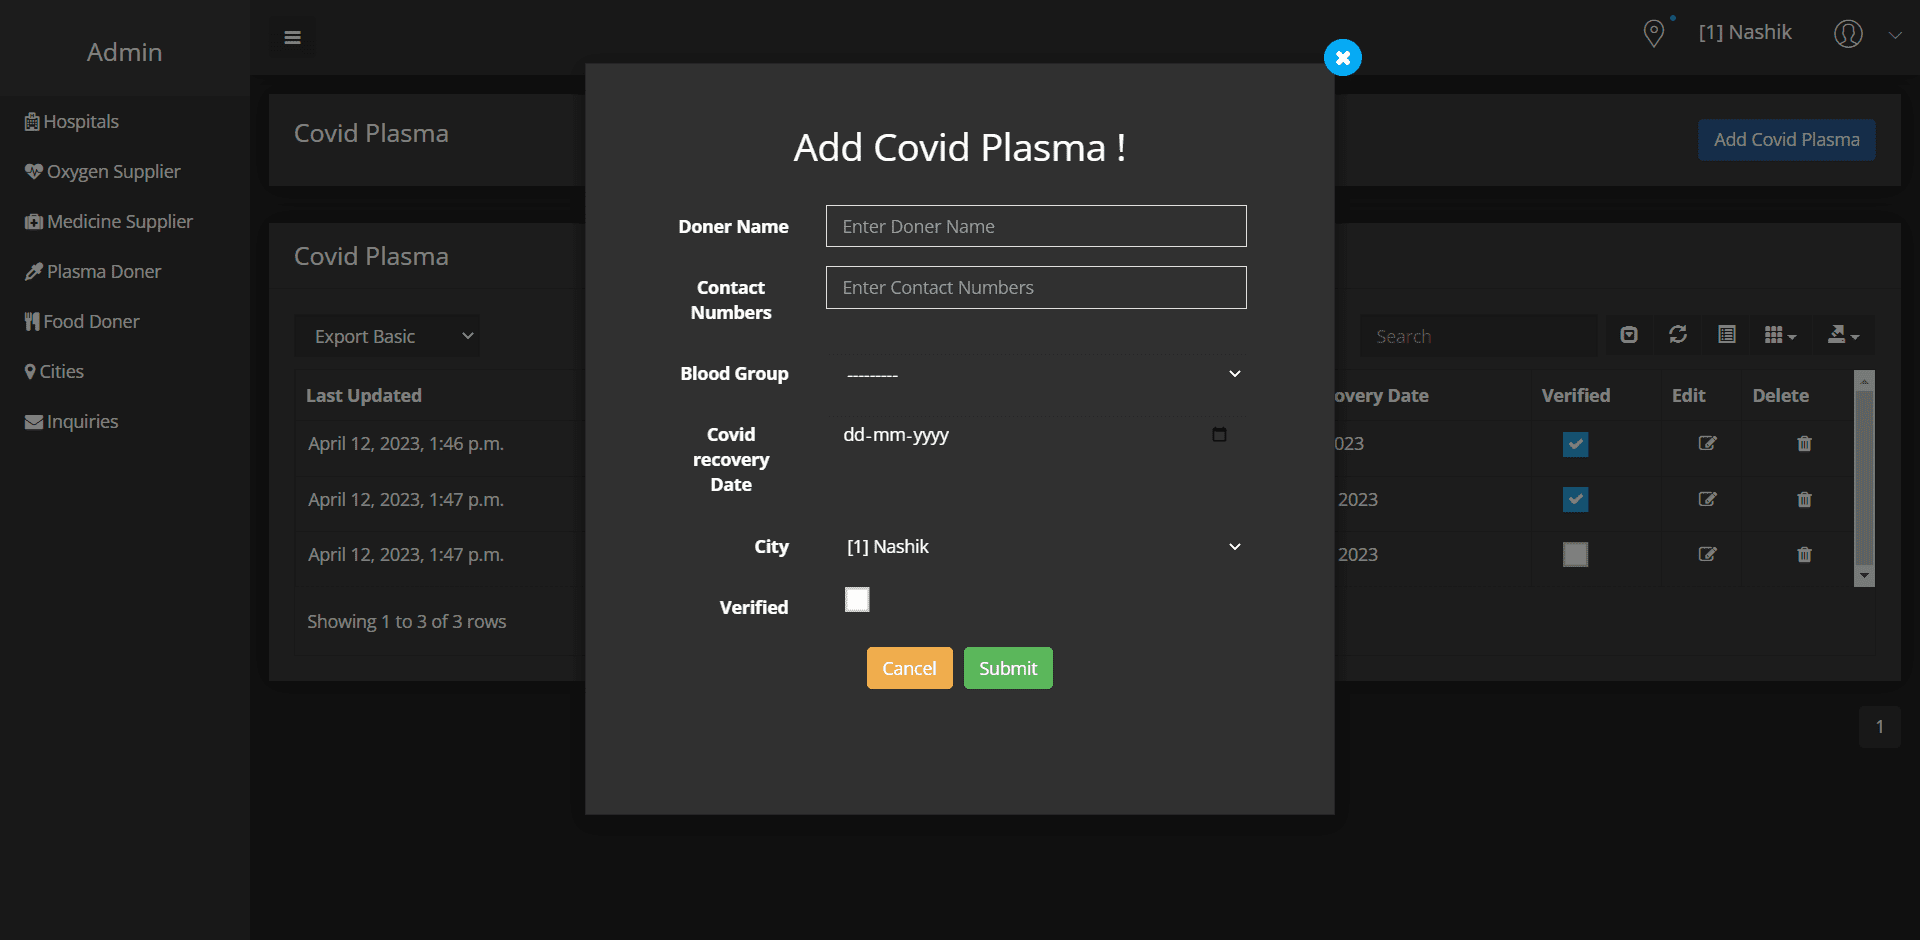 Admin
[1] Nashik
Hospitals
Oxygen Supplier
Medicine Supplier
Plasma Doner
Food Doner
Cities
Inquiries
Covid Plasma
Add Covid Plasma
Covid Plasma
Export Basic
Search
Last Updated
overy Date
Verified
Edit
Delete
April 12, 2023, 1:46 p.m.
023
April 12, 2023, 1:47 p.m.
2023
April 12, 2023, 1:47 p.m.
2023
Showing 1 to 3 of 3 rows
1
Add Covid Plasma !
Doner Name
Enter Doner Name
Contact
Numbers
Enter Contact Numbers
Blood Group
---------
Covid
recovery
Date
dd-mm-yyyy
City
[1] Nashik
Verified
Cancel
Submit